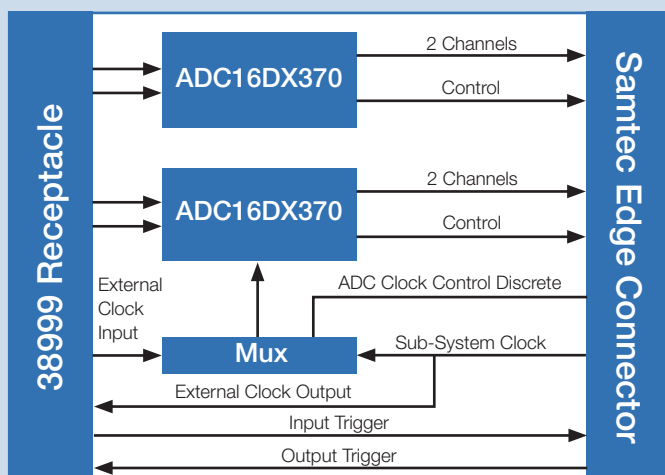 38999 Receptacle
ADC16DX370
2 Channels
Control
ADC16DX370
2 Channels
Control
External
Clock
Input
ADC Clock Control Discrete
Mux
Sub-System Clock
External Clock Output
Input Trigger
Output Trigger
Samtec Edge Connector